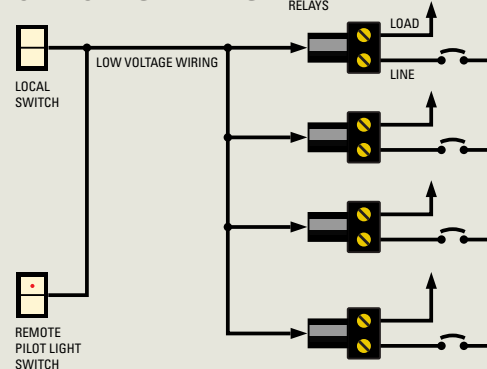 RELAYS
LOAD
LOW VOLTAGE WIRING
LINE
LOCAL
SWITCH
REMOTE
PILOT LIGHT
SWITCH